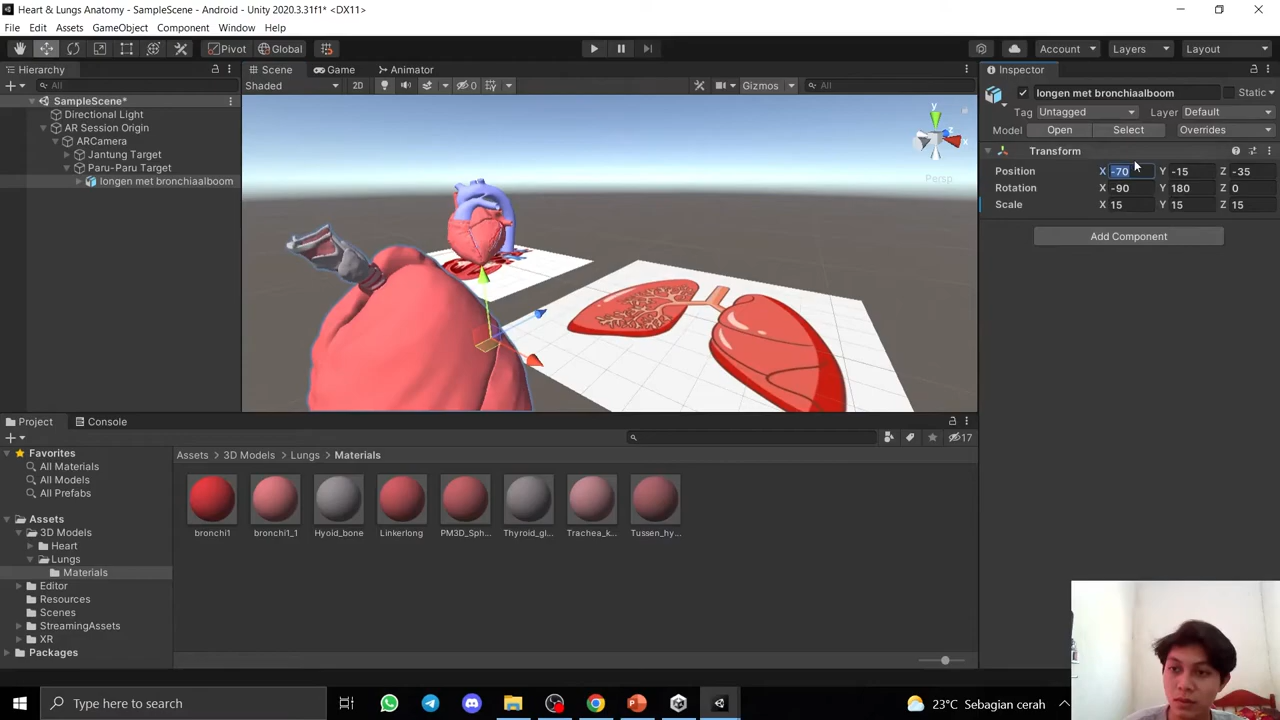 Heart & Lungs Anatomy - SampleScene - Android - Unity 2020.3.31f1* <DX11>
File Edit Assets GameObject Component Window Help
Pivot Global Account Layers Layout
Hierarchy Scene Game Animator Inspector
All Shaded 2D 0 Gizmos All longen met bronchiaalboom Static
SampleScene* Tag Untagged Layer Default
Directional Light Model Open Select Overrides
AR Session Origin
ARCamera Transform
Jantung Target Position X -70 Y -15 Z -35
Paru-Paru Target Rotation X -90 Y 180 Z 0
longen met bronchiaalboom Scale X 15 Y 15 Z 15
Add Component
y
z
Persp
Project Console
17
Favorites Assets 3D Models Lungs Materials
All Materials
All Models
All Prefabs
Assets
3D Models bronchi1 bronchi1_1 Hyoid_bone Linkerlong PM3D_Sph... Thyroid_gl... Trachea_k... Tussen_hy...
Heart
Lungs
Materials
Editor
Resources
Scenes
StreamingAssets
XR
Packages
Type here to search 23°C Sebagian cerah